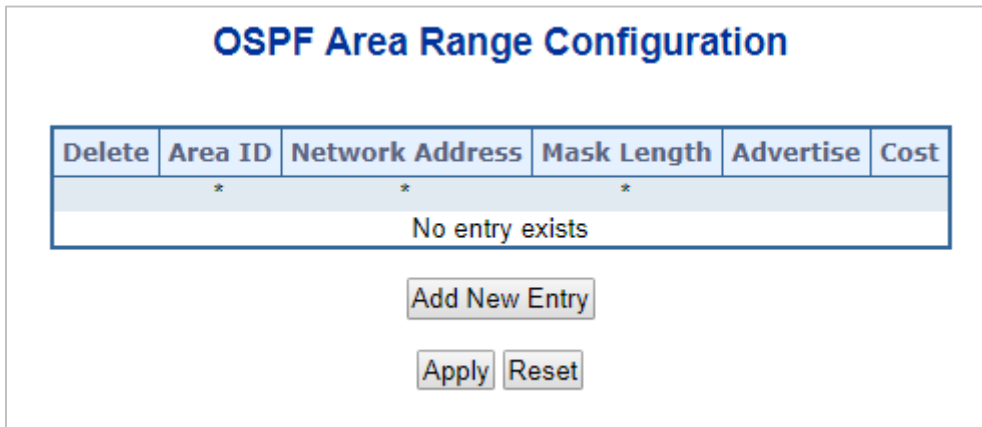 OSPF Area Range Configuration
Delete Area ID Network Address Mask Length Advertise Cost
* * *
No entry exists
Add New Entry
Apply Reset